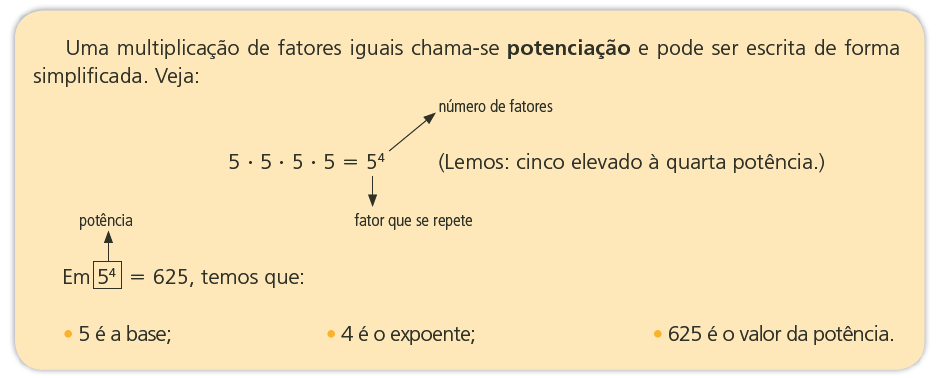 Uma multiplicação de fatores iguais chama-se potenciação e pode ser escrita de forma
simplificada. Veja:
número de fatores
5 · 5 · 5 · 5 = 5⁴ (Lemos: cinco elevado à quarta potência.)
fator que se repete
potência
Em 5⁴ = 625, temos que:
• 5 é a base; • 4 é o expoente; • 625 é o valor da potência.